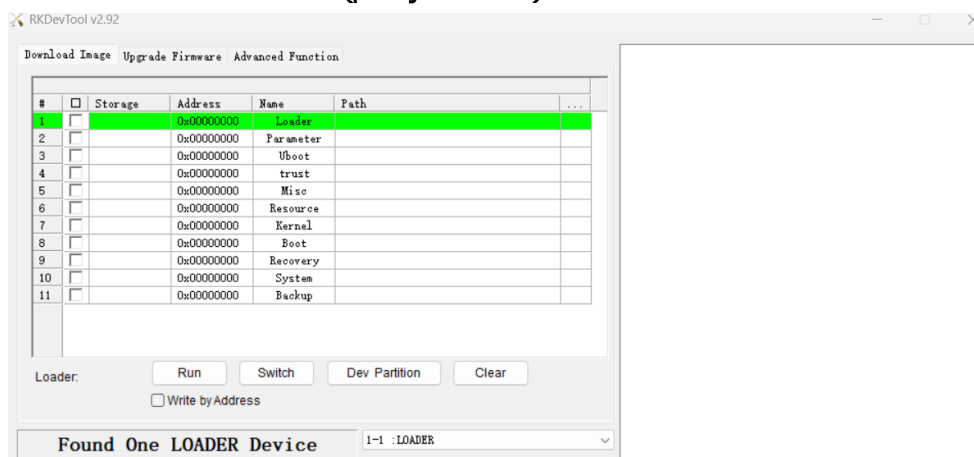 RKDevTool v2.92
Download Image Upgrade Firmware Advanced Function
# Storage Address Name Path ...
1 0x00000000 Loader
2 0x00000000 Parameter
3 0x00000000 Uboot
4 0x00000000 trust
5 0x00000000 Misc
6 0x00000000 Resource
7 0x00000000 Kernel
8 0x00000000 Boot
9 0x00000000 Recovery
10 0x00000000 System
11 0x00000000 Backup
Loader: Run Switch Dev Partition Clear
Write by Address
Found One LOADER Device 1-1 :LOADER